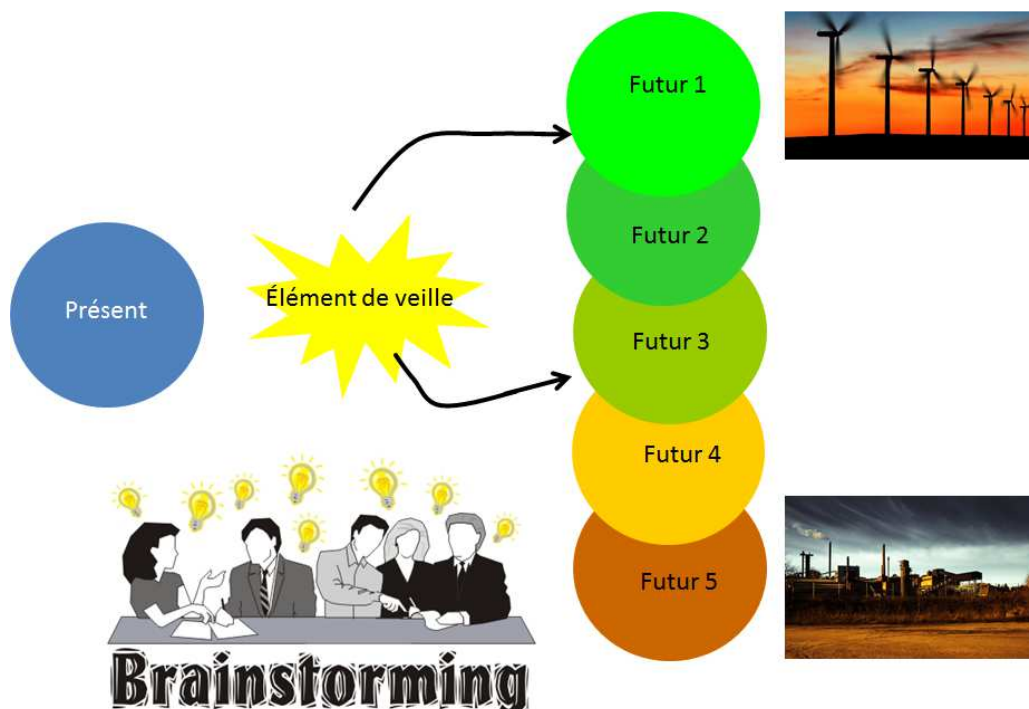 Futur 1
Futur 2
Élément de veille
Présent
Futur 3
Futur 4
Futur 5
Brainstorming